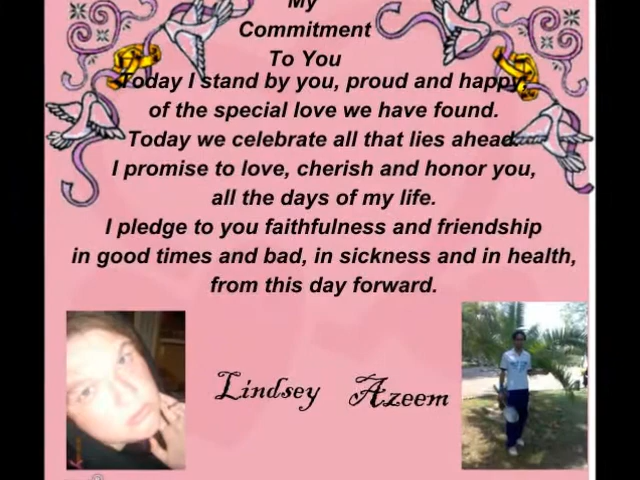 My
Commitment
To You
Today I stand by you, proud and happy
of the special love we have found.
Today we celebrate all that lies ahead.
I promise to love, cherish and honor you,
all the days of my life.
I pledge to you faithfulness and friendship
in good times and bad, in sickness and in health,
from this day forward.
Lindsey Azeem